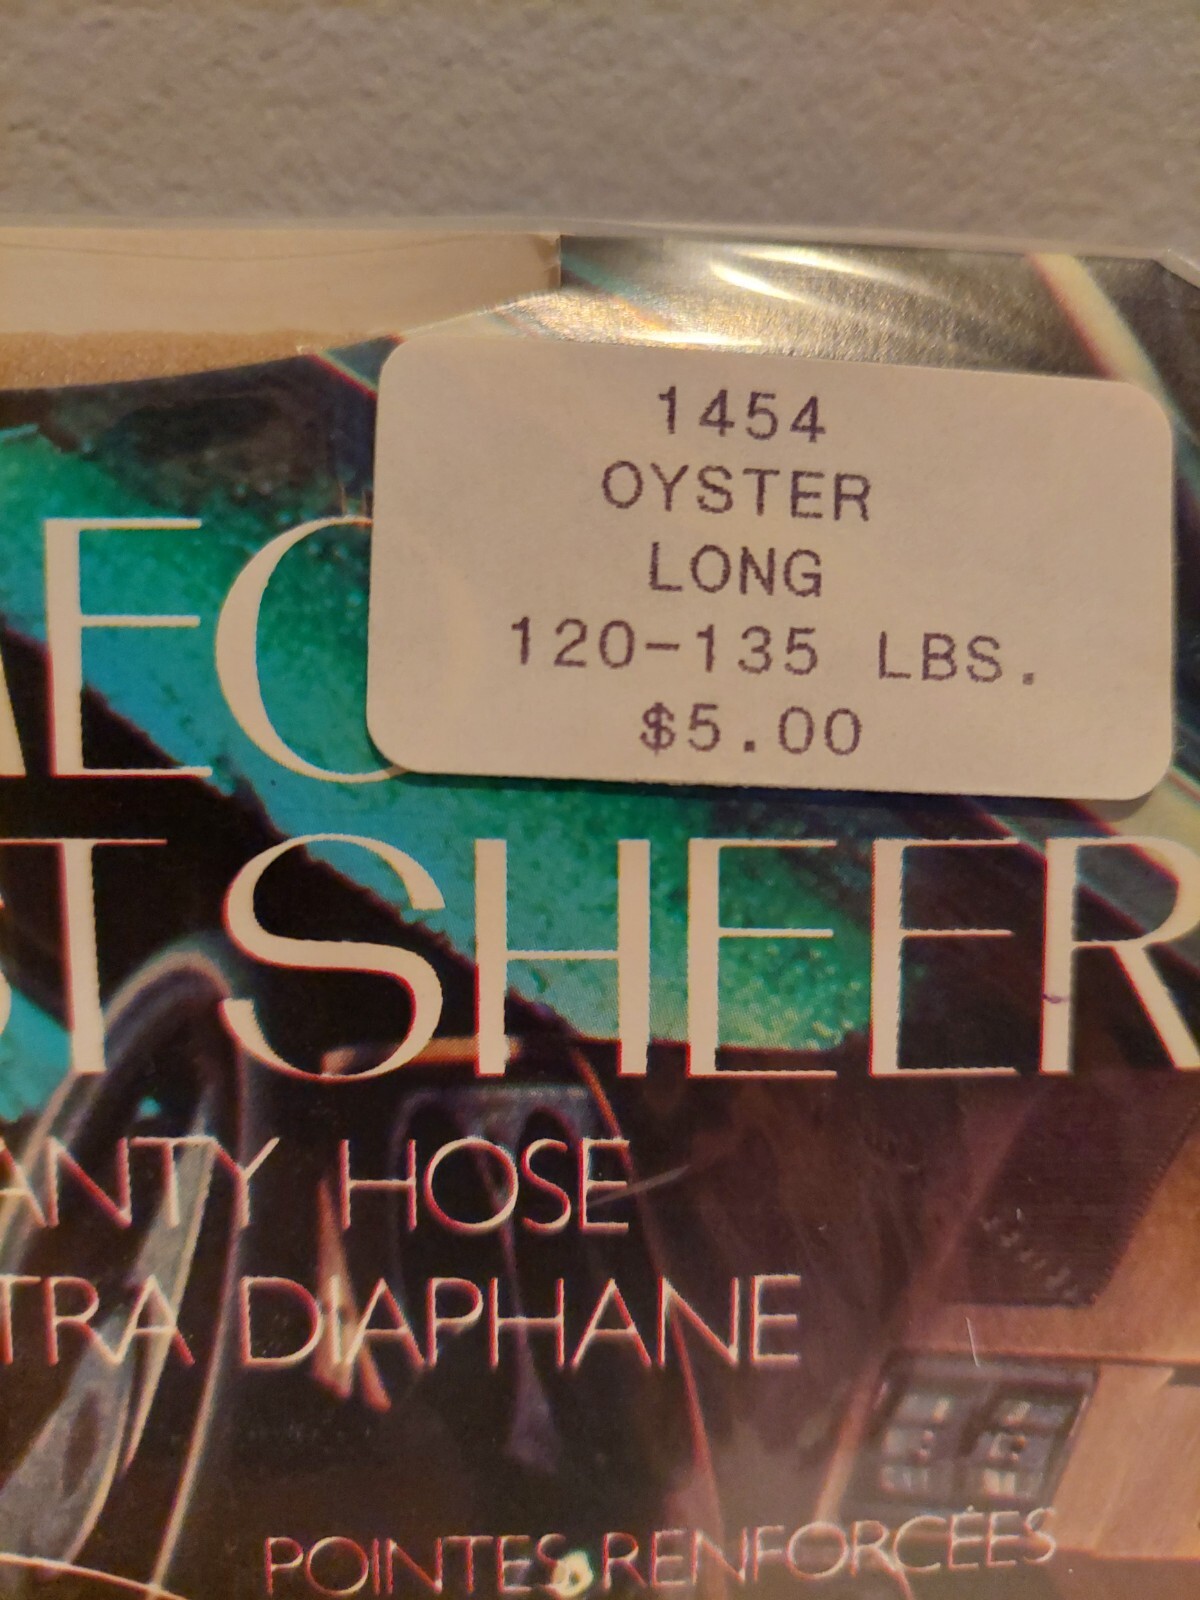 1454
OYSTER
LONG
120-135 LBS.
$5.00
SHEER
HOSE
DIAPHANE
POINTES RENFORCÉES